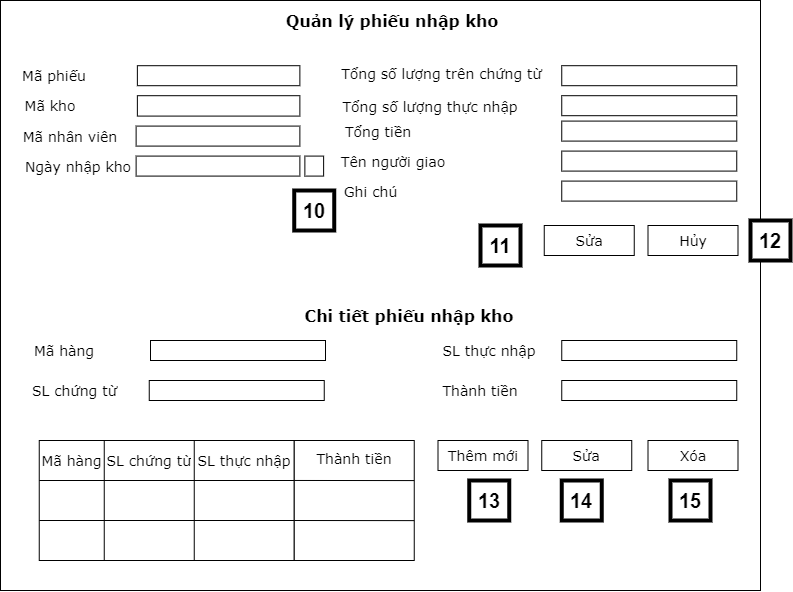 Quản lý phiếu nhập kho
Mã phiếu
Tổng số lượng trên chứng từ
Mã kho
Tổng số lượng thực nhập
Mã nhân viên
Tổng tiền
Ngày nhập kho
Tên người giao
Ghi chú
10
11
Sửa
Hủy
12
Chi tiết phiếu nhập kho
Mã hàng
SL thực nhập
SL chứng từ
Thành tiền
Mã hàng
SL chứng từ
SL thực nhập
Thành tiền
Thêm mới
Sửa
Xóa
13
14
15